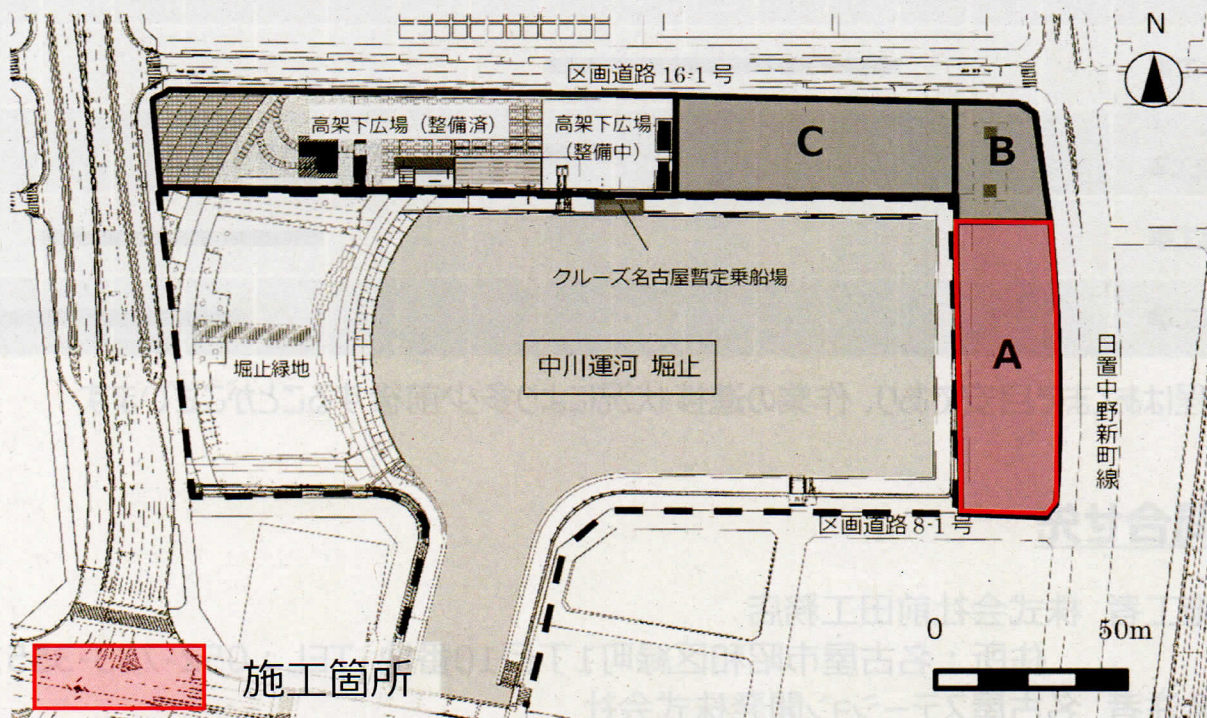 N
区画道路 16-1 号
高架下広場（整備済）
高架下広場
（整備中）
C
B
クルーズ名古屋暫定乗船場
中川運河 堀止
堀止緑地
A
日置中野新町線
区画道路 8-1 号
0 50m
施工箇所